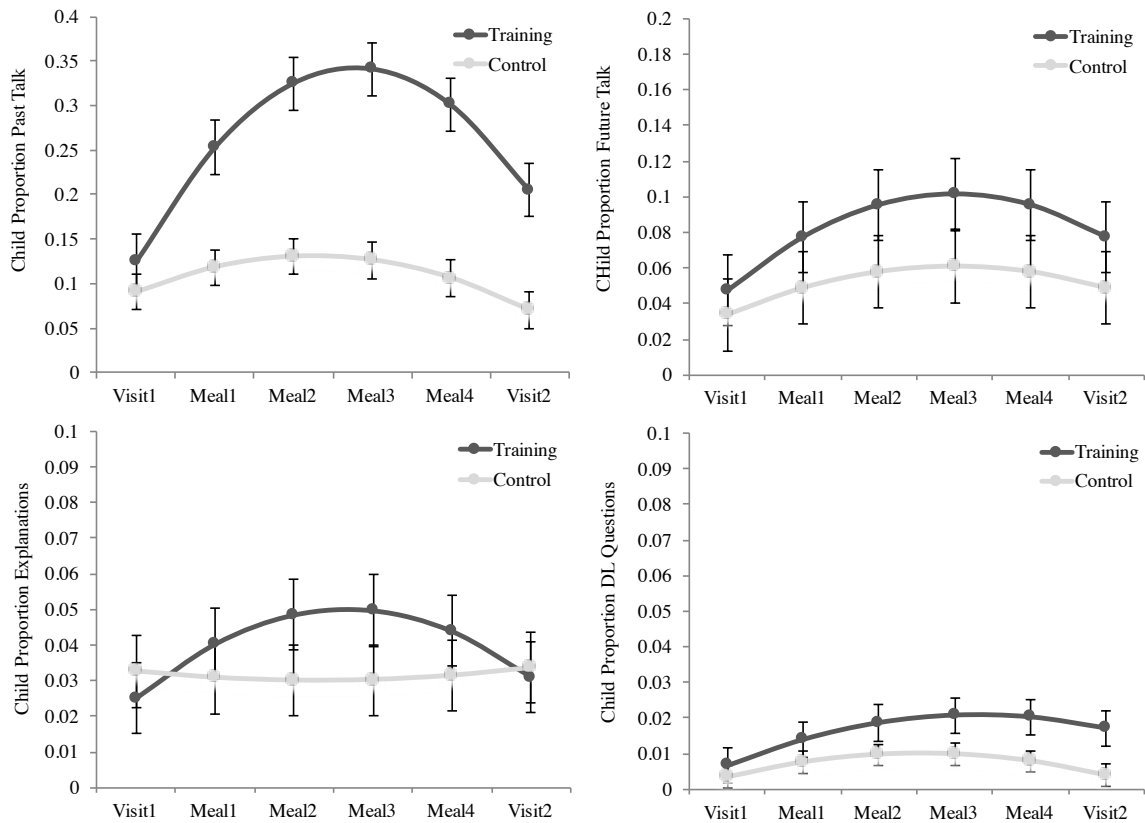 Child Proportion Past Talk
0.4
0.35
0.3
0.25
0.2
0.15
0.1
0.05
0
Training
Control
Visit1 Meal1 Meal2 Meal3 Meal4 Visit2
CHild Proportion Future Talk
0.2
0.18
0.16
0.14
0.12
0.1
0.08
0.06
0.04
0.02
0
Training
Control
Visit1 Meal1 Meal2 Meal3 Meal4 Visit2
Child Proportion Explanations
0.1
0.09
0.08
0.07
0.06
0.05
0.04
0.03
0.02
0.01
0
Training
Control
Visit1 Meal1 Meal2 Meal3 Meal4 Visit2
Child Proportion DL Questions
0.1
0.09
0.08
0.07
0.06
0.05
0.04
0.03
0.02
0.01
0
Training
Control
Visit1 Meal1 Meal2 Meal3 Meal4 Visit2